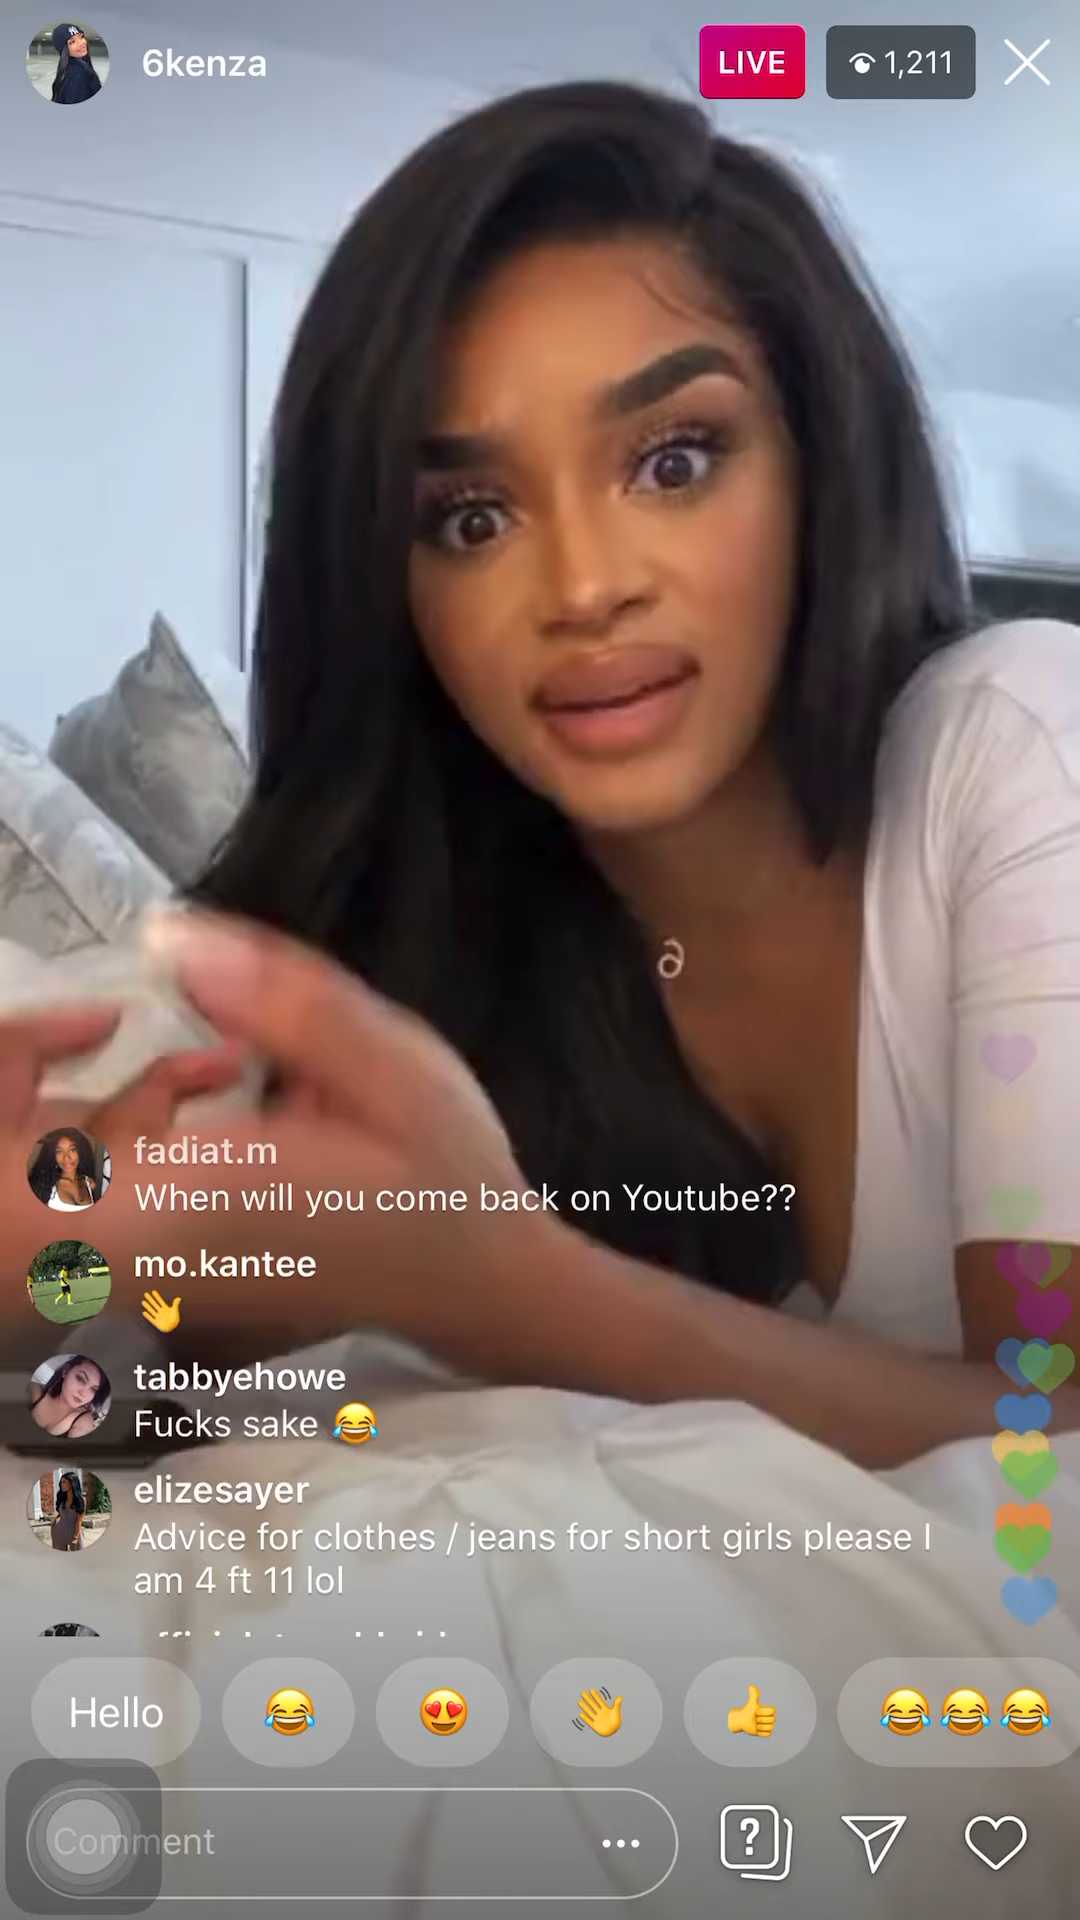 6kenza
LIVE
1,211
fadiat.m
When will you come back on Youtube??
mo.kantee
tabbyehowe
Fucks sake 😂
elizesayer
Advice for clothes / jeans for short girls please I
am 4 ft 11 lol
Hello
Comment